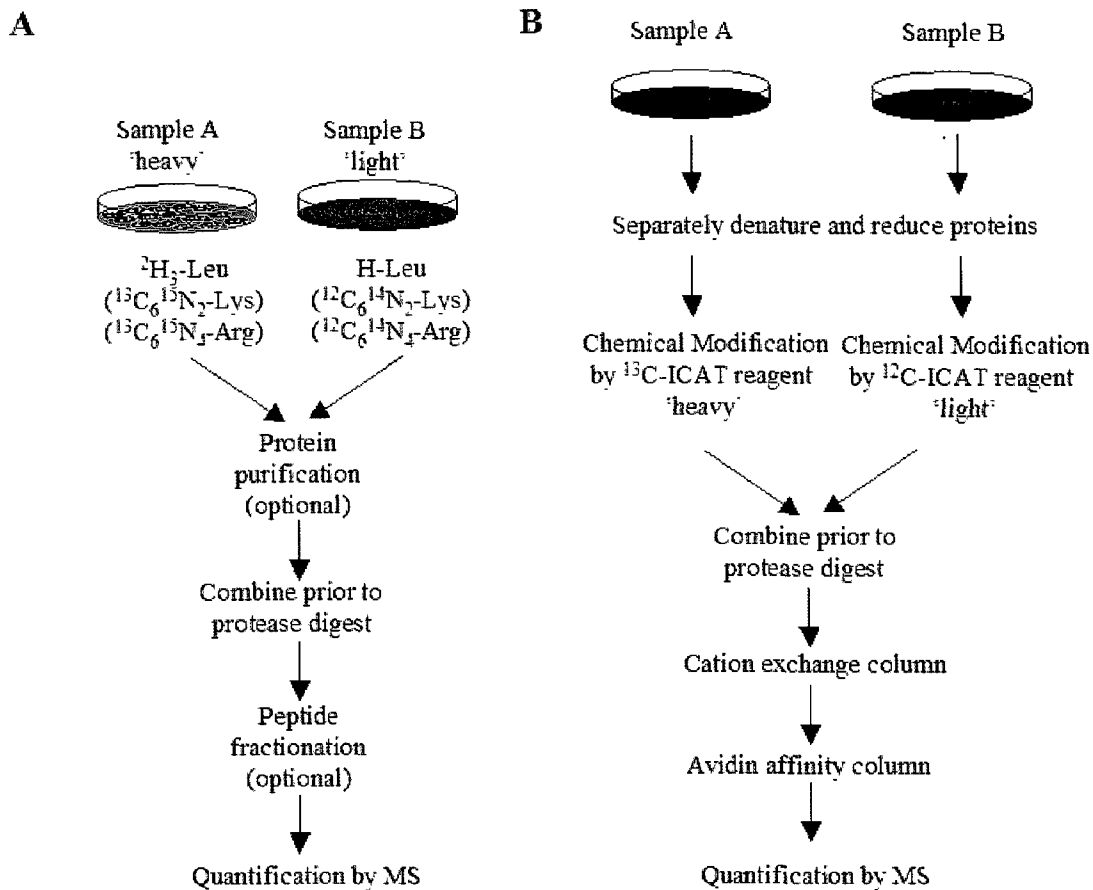 A
Sample A
'heavy'
Sample B
'light'
²H₃-Leu
(¹³C₆¹⁵N₂-Lys)
(¹³C₆¹⁵N₄-Arg)
H-Leu
(¹²C₆¹⁴N₂-Lys)
(¹²C₆¹⁴N₄-Arg)
Protein
purification
(optional)
Combine prior to
protease digest
Peptide
fractionation
(optional)
Quantification by MS
B
Sample A
Sample B
Separately denature and reduce proteins
Chemical Modification
by ¹³C-ICAT reagent
'heavy'
Chemical Modification
by ¹²C-ICAT reagent
'light'
Combine prior to
protease digest
Cation exchange column
Avidin affinity column
Quantification by MS